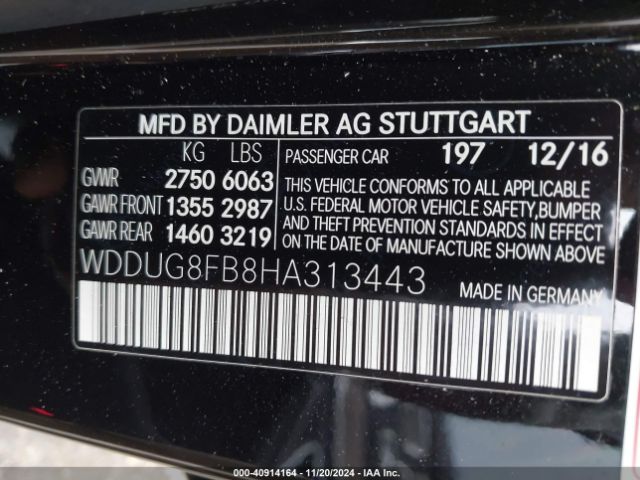 MFD BY DAIMLER AG STUTTGART
KG LBS
GVWR 2750 6063
GAWR FRONT 1355 2987
GAWR REAR 1460 3219
PASSENGER CAR 197 12/16
THIS VEHICLE CONFORMS TO ALL APPLICABLE
U.S. FEDERAL MOTOR VEHICLE SAFETY,BUMPER
AND THEFT PREVENTION STANDARDS IN EFFECT
ON THE DATE OF MANUFACTURE SHOWN ABOVE
WDDUG8FB8HA313443 MADE IN GERMANY
000-40914164 - 11/20/2024 - IAA Inc.